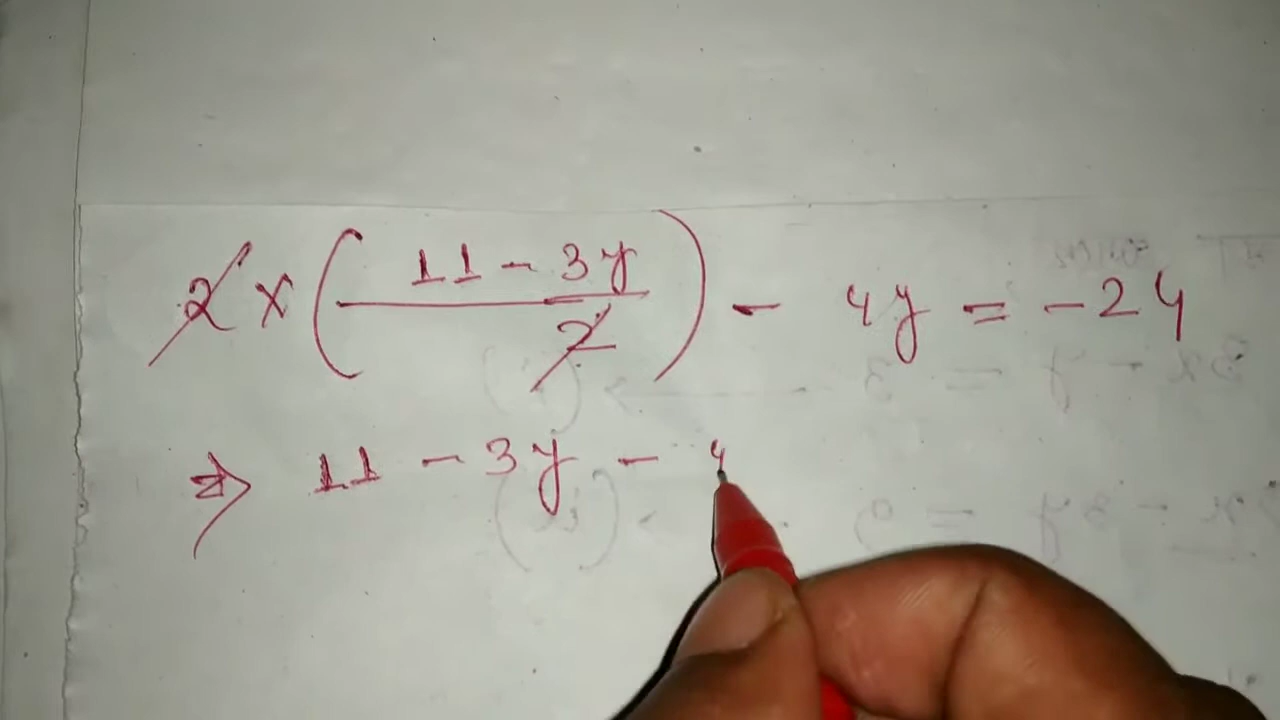 2 × ( 11 - 3y / 2 ) - 4y = -24
⇒ 11 - 3y - 4